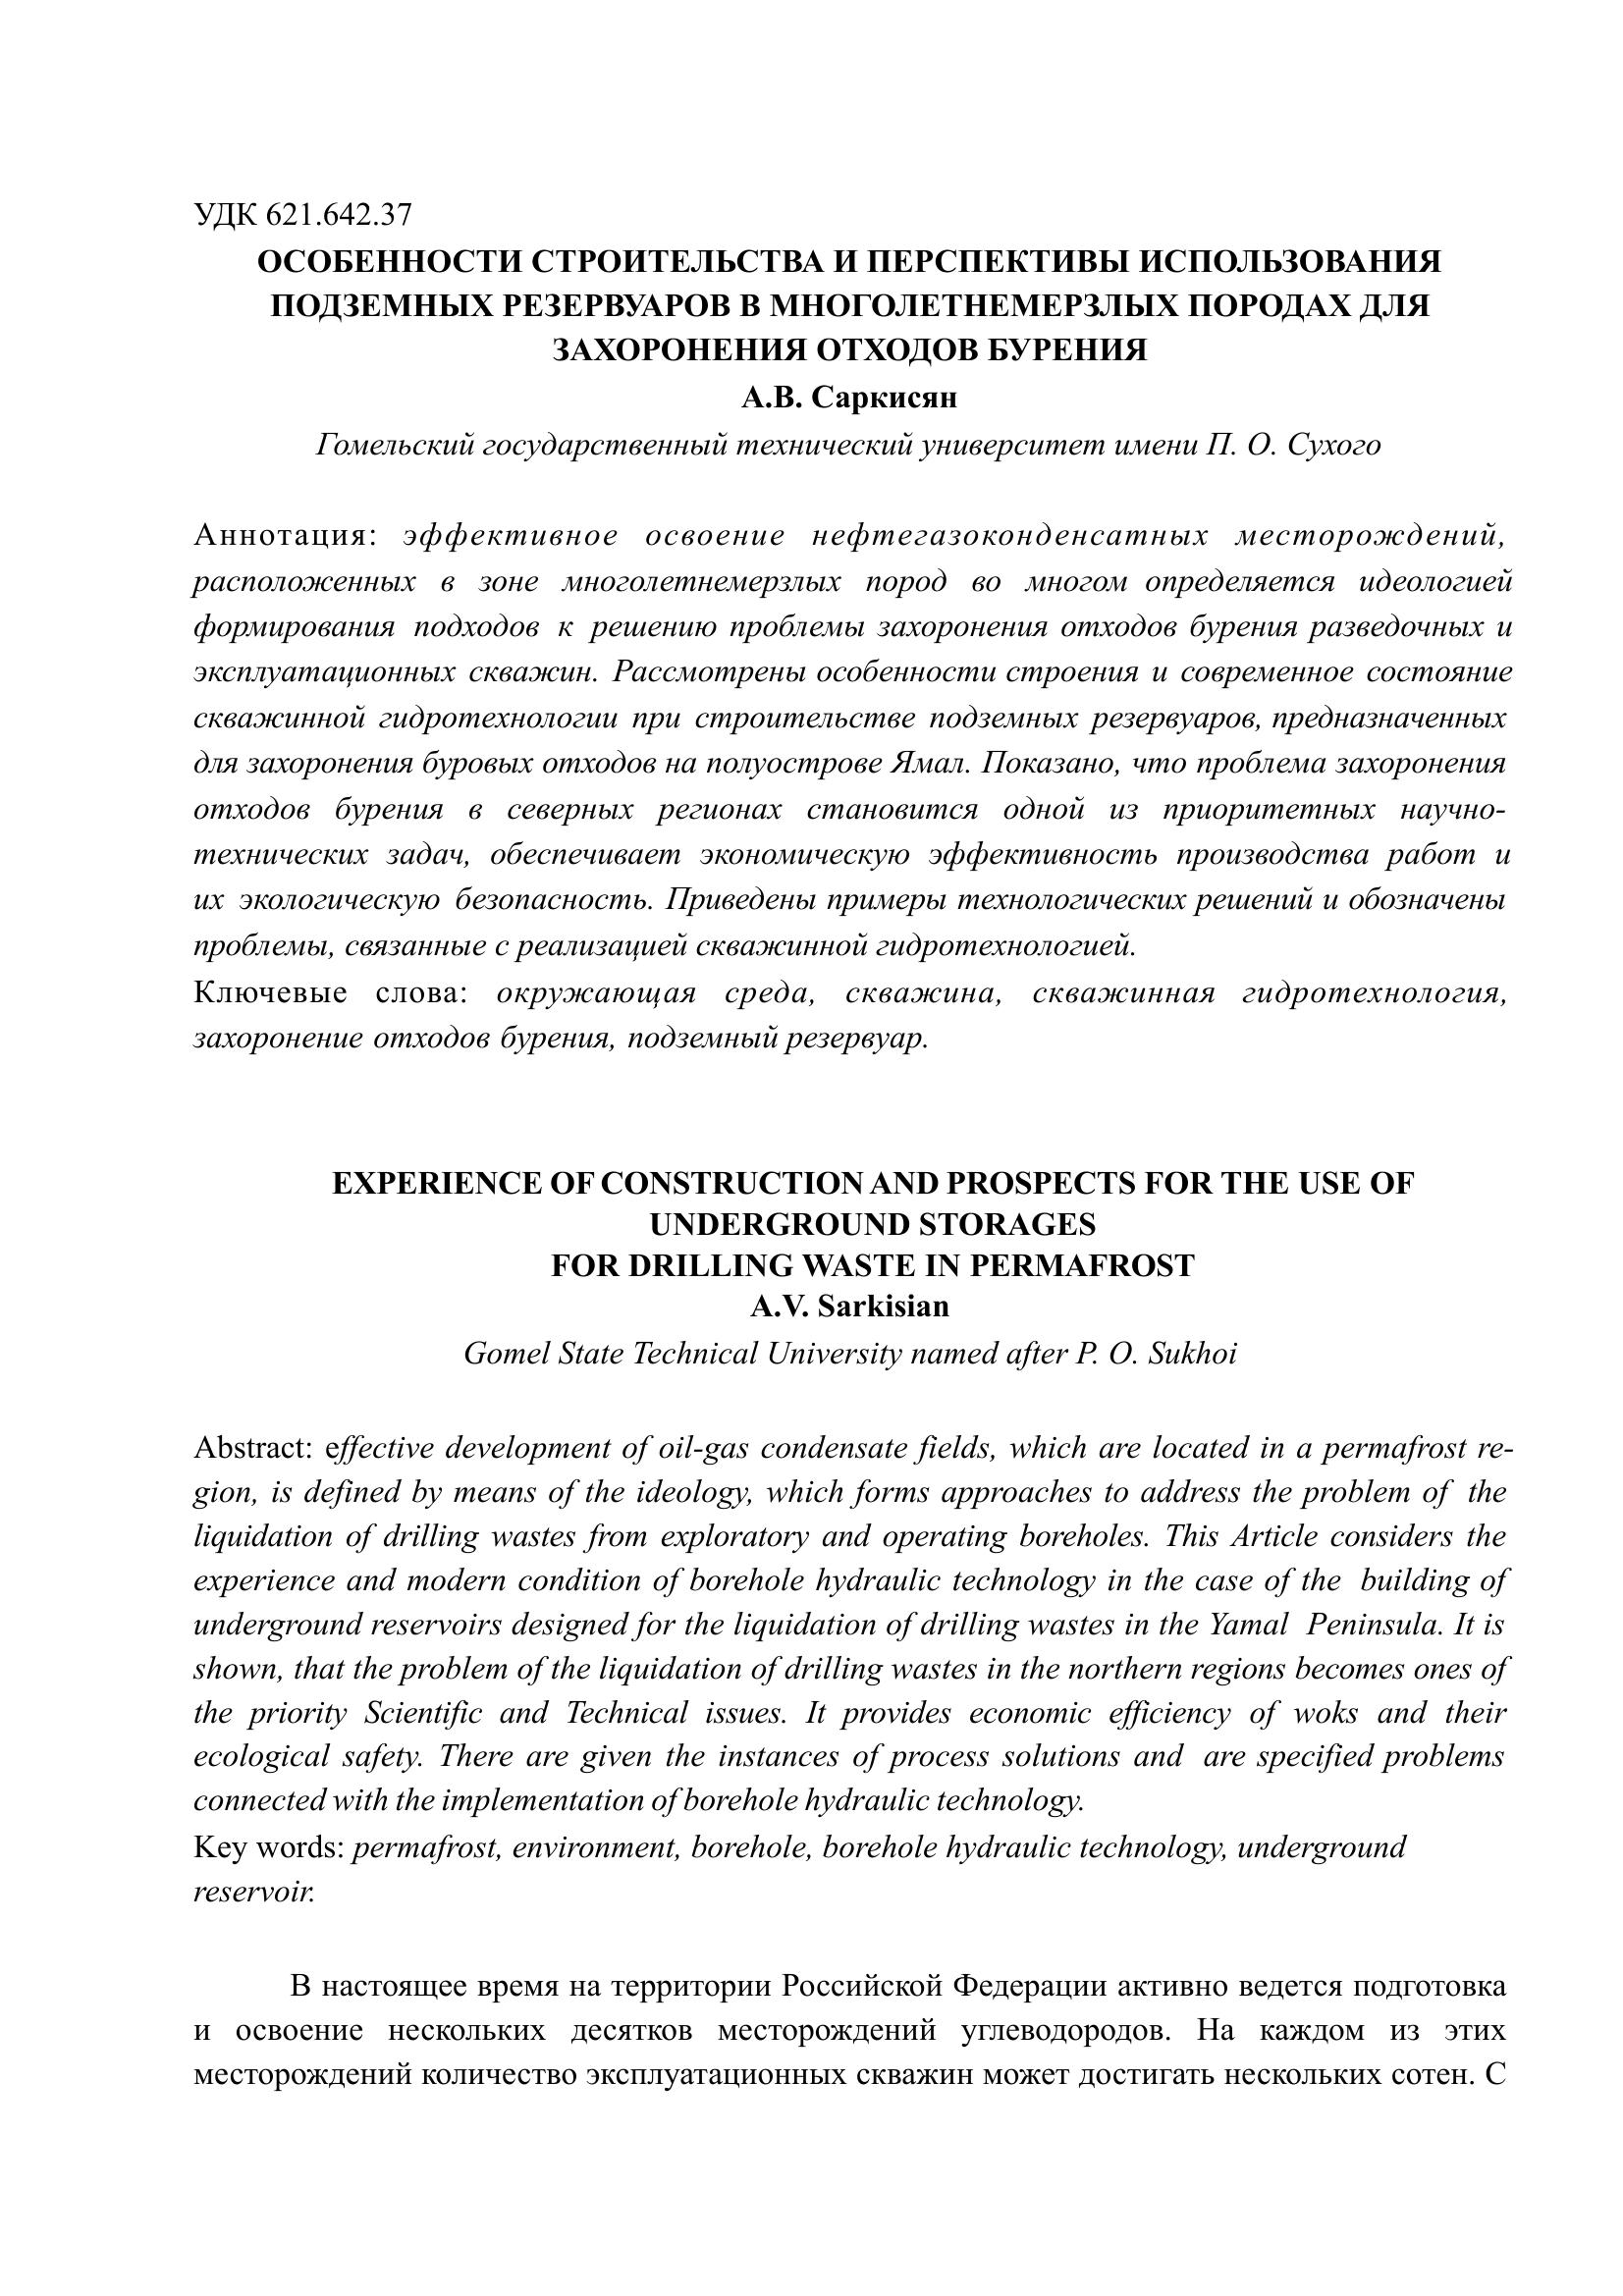 УДК 621.642.37
ОСОБЕННОСТИ СТРОИТЕЛЬСТВА И ПЕРСПЕКТИВЫ ИСПОЛЬЗОВАНИЯ
ПОДЗЕМНЫХ РЕЗЕРВУАРОВ В МНОГОЛЕТНЕМЕРЗЛЫХ ПОРОДАХ ДЛЯ
ЗАХОРОНЕНИЯ ОТХОДОВ БУРЕНИЯ
А.В. Саркисян
Гомельский государственный технический университет имени П. О. Сухого
Аннотация: эффективное освоение нефтегазоконденсатных месторождений,
расположенных в зоне многолетнемерзлых пород во многом определяется идеологией
формирования подходов к решению проблемы захоронения отходов бурения разведочных и
эксплуатационных скважин. Рассмотрены особенности строения и современное состояние
скважинной гидротехнологии при строительстве подземных резервуаров, предназначенных
для захоронения буровых отходов на полуострове Ямал. Показано, что проблема захоронения
отходов бурения в северных регионах становится одной из приоритетных научно-
технических задач, обеспечивает экономическую эффективность производства работ и
их экологическую безопасность. Приведены примеры технологических решений и обозначены
проблемы, связанные с реализацией скважинной гидротехнологией.
Ключевые слова: окружающая среда, скважина, скважинная гидротехнология,
захоронение отходов бурения, подземный резервуар.
EXPERIENCE OF CONSTRUCTION AND PROSPECTS FOR THE USE OF
UNDERGROUND STORAGES
FOR DRILLING WASTE IN PERMAFROST
A.V. Sarkisian
Gomel State Technical University named after P. O. Sukhoi
Abstract: effective development of oil-gas condensate fields, which are located in a permafrost re-
gion, is defined by means of the ideology, which forms approaches to address the problem of the
liquidation of drilling wastes from exploratory and operating boreholes. This Article considers the
experience and modern condition of borehole hydraulic technology in the case of the building of
underground reservoirs designed for the liquidation of drilling wastes in the Yamal Peninsula. It is
shown, that the problem of the liquidation of drilling wastes in the northern regions becomes ones of
the priority Scientific and Technical issues. It provides economic efficiency of woks and their
ecological safety. There are given the instances of process solutions and are specified problems
connected with the implementation of borehole hydraulic technology.
Key words: permafrost, environment, borehole, borehole hydraulic technology, underground
reservoir.
В настоящее время на территории Российской Федерации активно ведется подготовка
и освоение нескольких десятков месторождений углеводородов. На каждом из этих
месторождений количество эксплуатационных скважин может достигать нескольких сотен. С